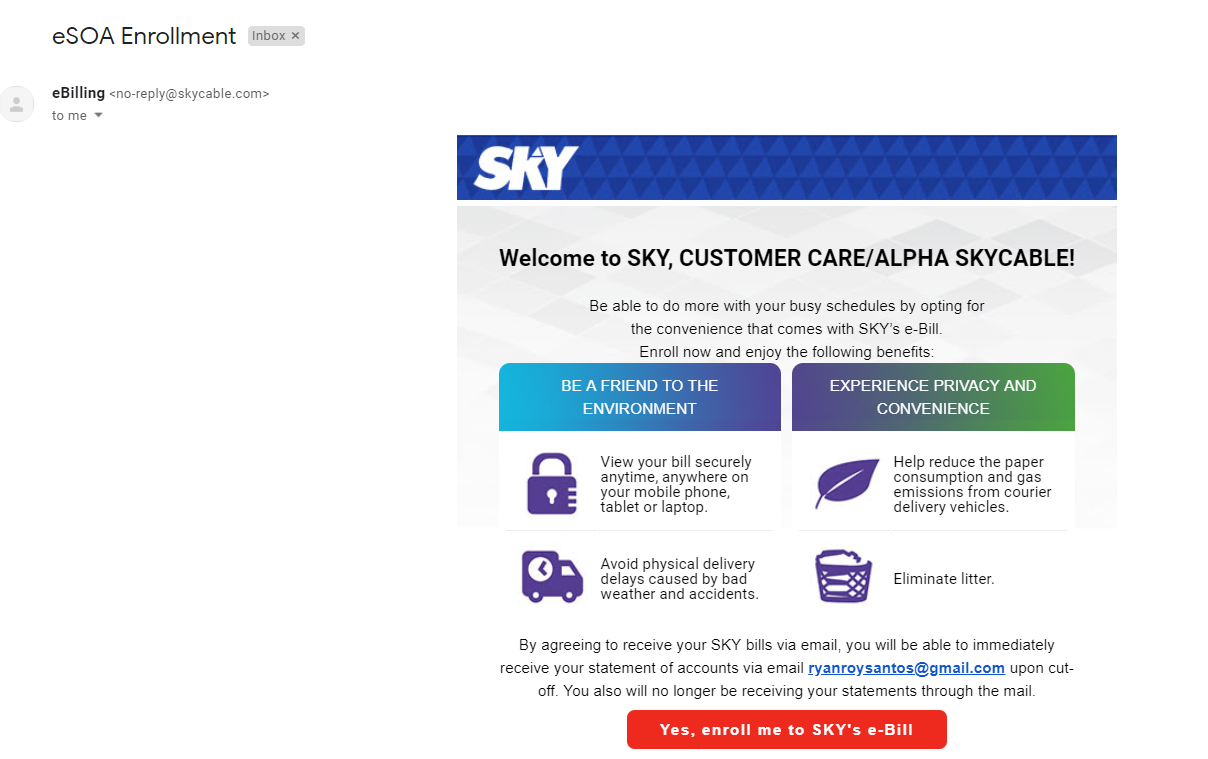 eSOA Enrollment Inbox ×
eBilling <no-reply@skycable.com>
to me
SKY
Welcome to SKY, CUSTOMER CARE/ALPHA SKYCABLE!
Be able to do more with your busy schedules by opting for
the convenience that comes with SKY’s e-Bill.
Enroll now and enjoy the following benefits:
BE A FRIEND TO THE
ENVIRONMENT
View your bill securely
anytime, anywhere on
your mobile phone,
tablet or laptop.
Avoid physical delivery
delays caused by bad
weather and accidents.
EXPERIENCE PRIVACY AND
CONVENIENCE
Help reduce the paper
consumption and gas
emissions from courier
delivery vehicles.
Eliminate litter.
By agreeing to receive your SKY bills via email, you will be able to immediately
receive your statement of accounts via email ryanroysantos@gmail.com upon cut-
off. You also will no longer be receiving your statements through the mail.
Yes, enroll me to SKY's e-Bill